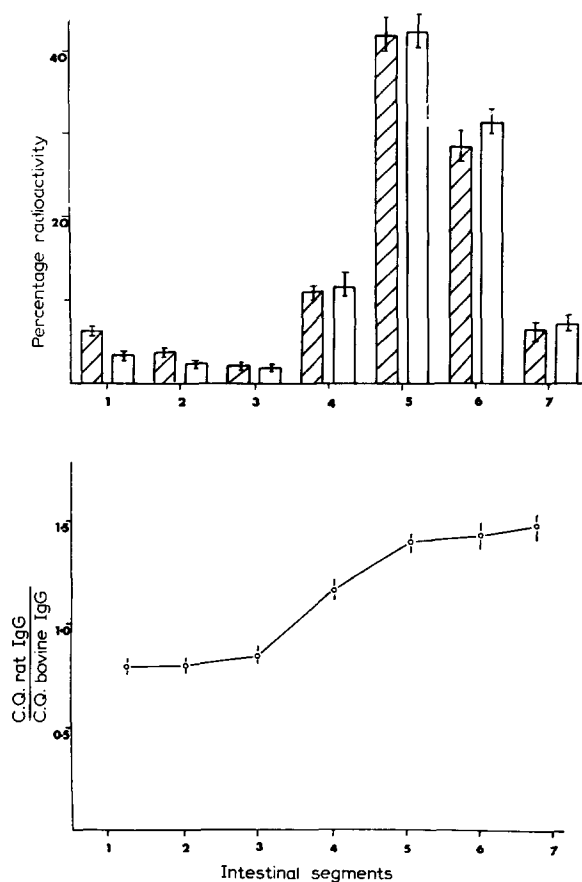 40
20
Percentage radioactivity
1 2 3 4 5 6 7
1·5
1·0
0·5
C.Q. rat IgG
C.Q. bovine IgG
1 2 3 4 5 6 7
Intestinal segments